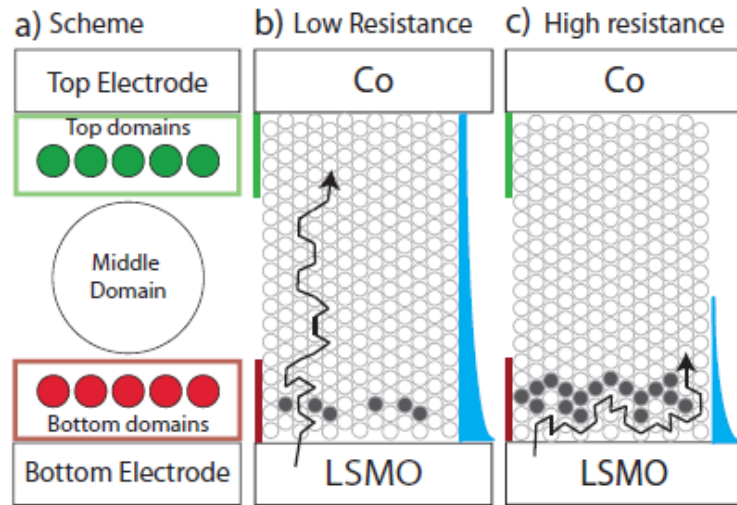 a) Scheme
Top Electrode
Top domains
Middle
Domain
Bottom domains
Bottom Electrode
b) Low Resistance
Co
LSMO
c) High resistance
Co
LSMO